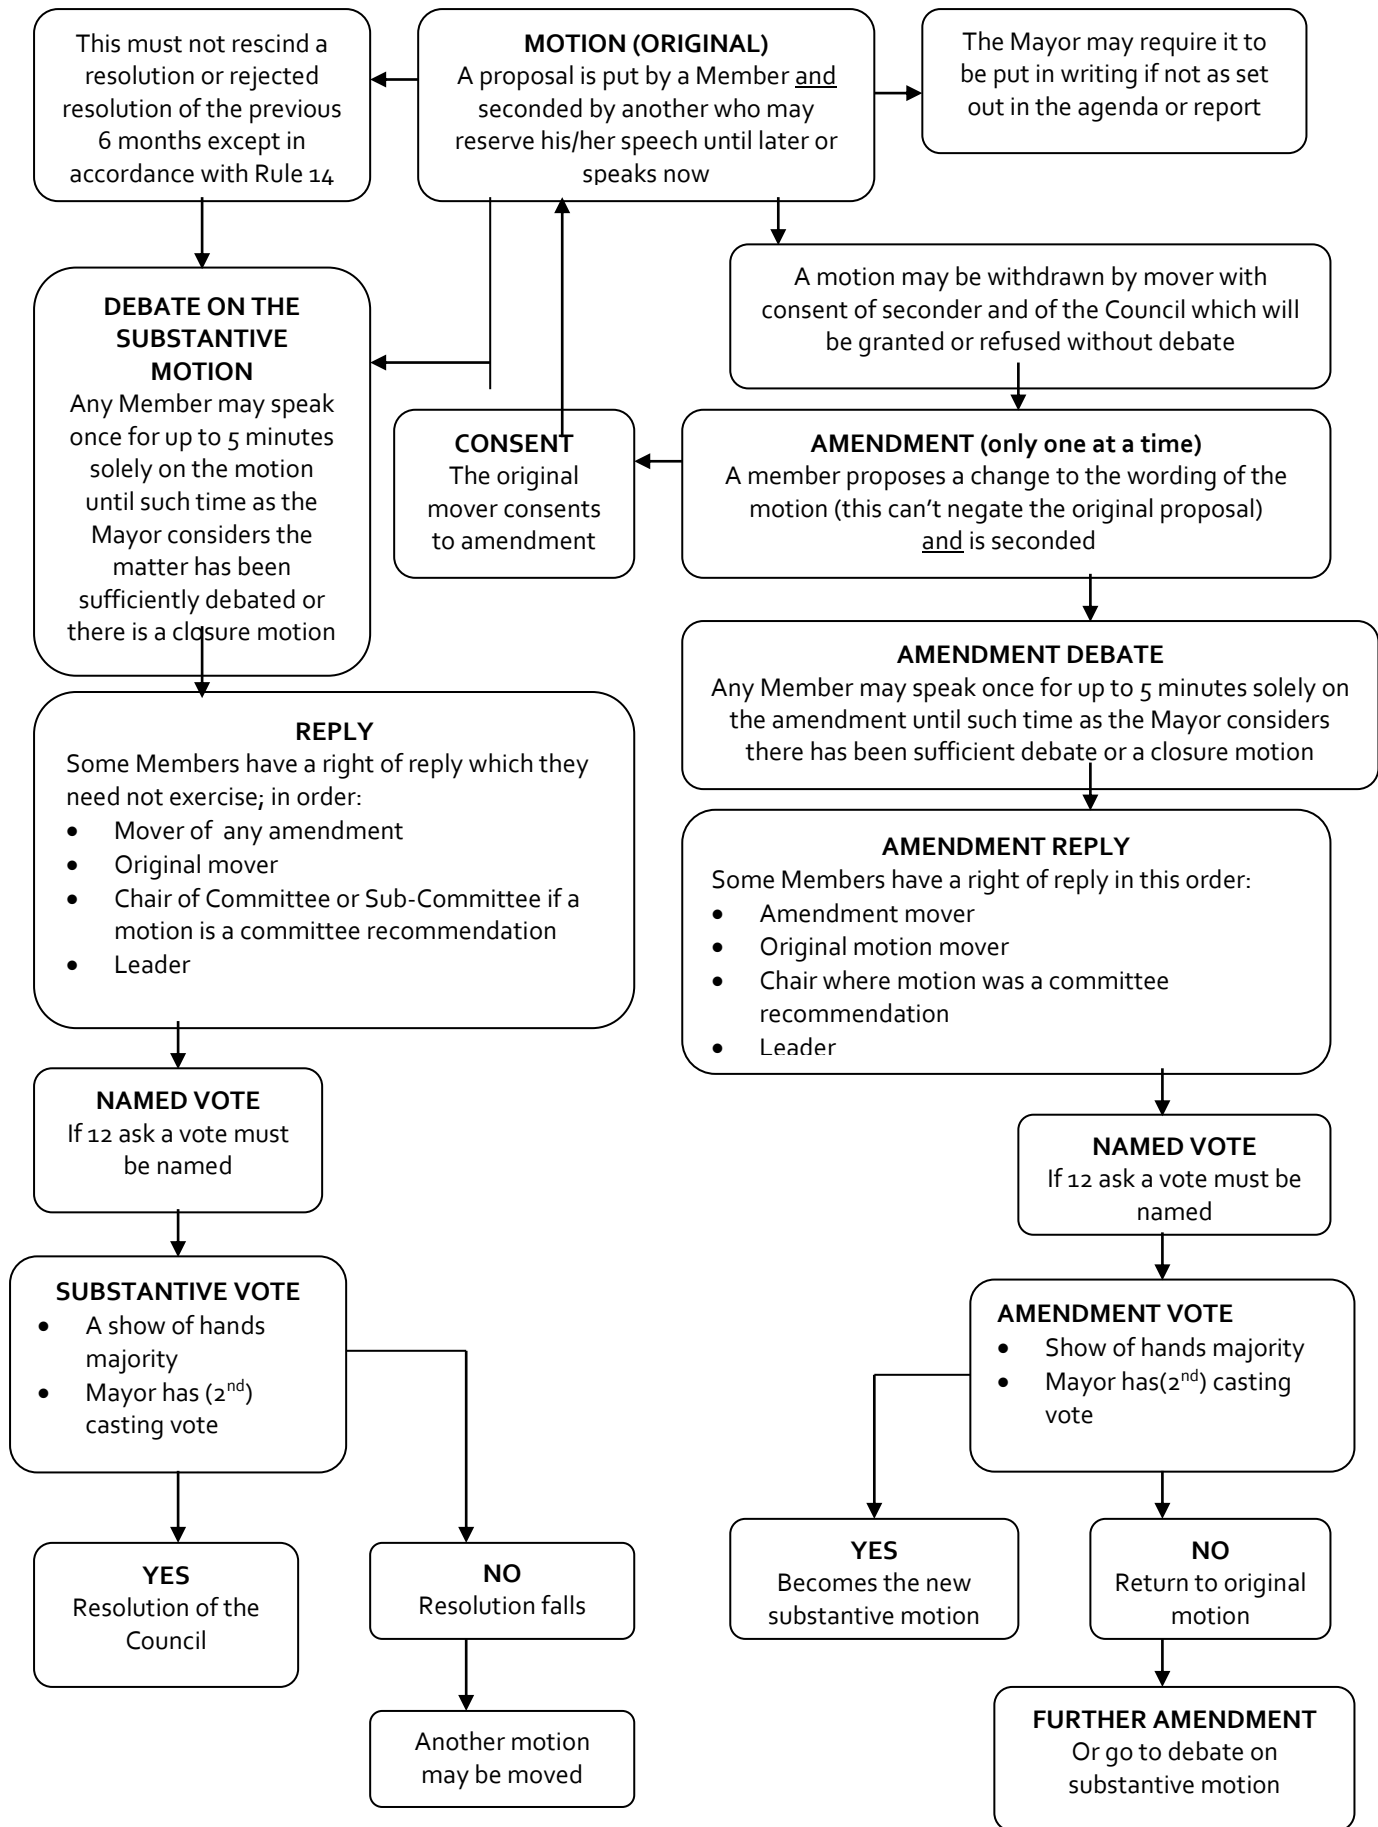 This must not rescind a
resolution or rejected
resolution of the previous
6 months except in
accordance with Rule 14
MOTION (ORIGINAL)
A proposal is put by a Member and
seconded by another who may
reserve his/her speech until later or
speaks now
The Mayor may require it to
be put in writing if not as set
out in the agenda or report
A motion may be withdrawn by mover with
consent of seconder and of the Council which will
be granted or refused without debate
DEBATE ON THE
SUBSTANTIVE
MOTION
Any Member may speak
once for up to 5 minutes
solely on the motion
until such time as the
Mayor considers the
matter has been
sufficiently debated or
there is a closure motion
CONSENT
The original
mover consents
to amendment
AMENDMENT (only one at a time)
A member proposes a change to the wording of the
motion (this can't negate the original proposal)
and is seconded
AMENDMENT DEBATE
Any Member may speak once for up to 5 minutes solely on
the amendment until such time as the Mayor considers
there has been sufficient debate or a closure motion
REPLY
Some Members have a right of reply which they
need not exercise; in order:
• Mover of any amendment
• Original mover
• Chair of Committee or Sub-Committee if a
motion is a committee recommendation
• Leader
AMENDMENT REPLY
Some Members have a right of reply in this order:
• Amendment mover
• Original motion mover
• Chair where motion was a committee
recommendation
• Leader
NAMED VOTE
If 12 ask a vote must
be named
NAMED VOTE
If 12 ask a vote must be
named
SUBSTANTIVE VOTE
• A show of hands
majority
• Mayor has (2nd)
casting vote
AMENDMENT VOTE
• Show of hands majority
• Mayor has(2nd) casting
vote
YES
Resolution of the
Council
NO
Resolution falls
YES
Becomes the new
substantive motion
NO
Return to original
motion
Another motion
may be moved
FURTHER AMENDMENT
Or go to debate on
substantive motion